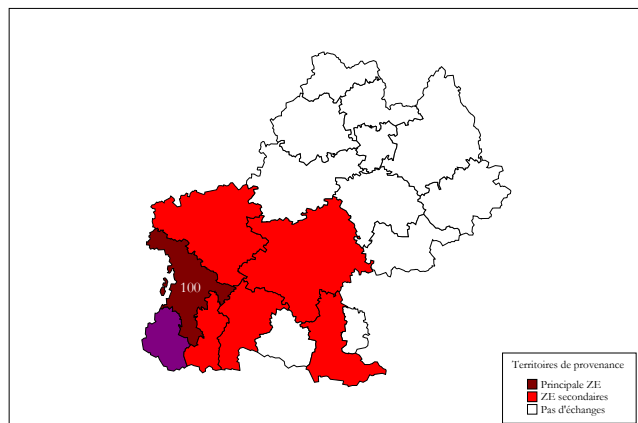 100
Territoires de provenance
Principale ZE
ZE secondaires
Pas d'échanges